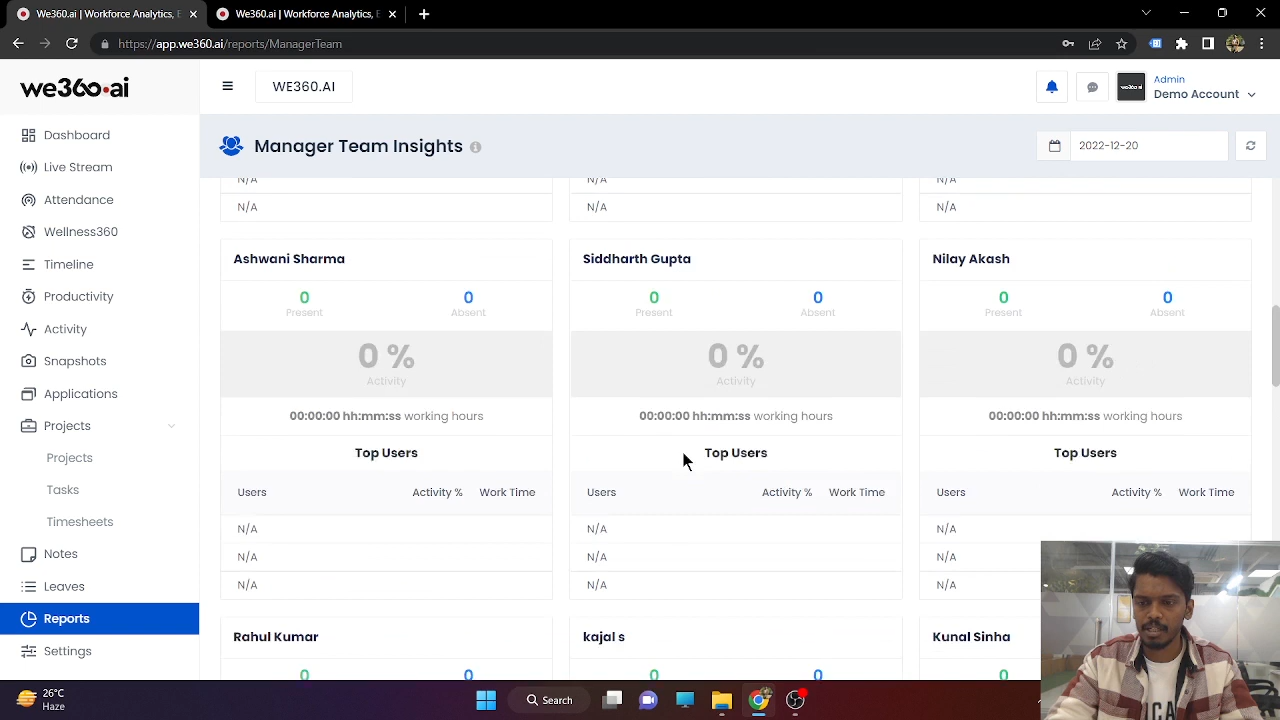 we360.ai | Workforce Analytics, E
we360.ai | Workforce Analytics, E
https://app.we360.ai/reports/ManagerTeam
we360.ai
WE360.AI
Admin
Demo Account
Dashboard
Live Stream
Attendance
Wellness360
Timeline
Productivity
Activity
Snapshots
Applications
Projects
Projects
Tasks
Timesheets
Notes
Leaves
Reports
Settings
Manager Team Insights
2022-12-20
N/A N/A N/A
N/A N/A N/A
Ashwani Sharma
0 0
Present Absent
0 %
Activity
00:00:00 hh:mm:ss working hours
Top Users
Users Activity % Work Time
N/A
N/A
N/A
Siddharth Gupta
0 0
Present Absent
0 %
Activity
00:00:00 hh:mm:ss working hours
Top Users
Users Activity % Work Time
N/A
N/A
N/A
Nilay Akash
0 0
Present Absent
0 %
Activity
00:00:00 hh:mm:ss working hours
Top Users
Users Activity % Work Time
N/A
N/A
N/A
Rahul Kumar
0 0
kajal s
0 0
Kunal Sinha
0
26°C
Haze
Search